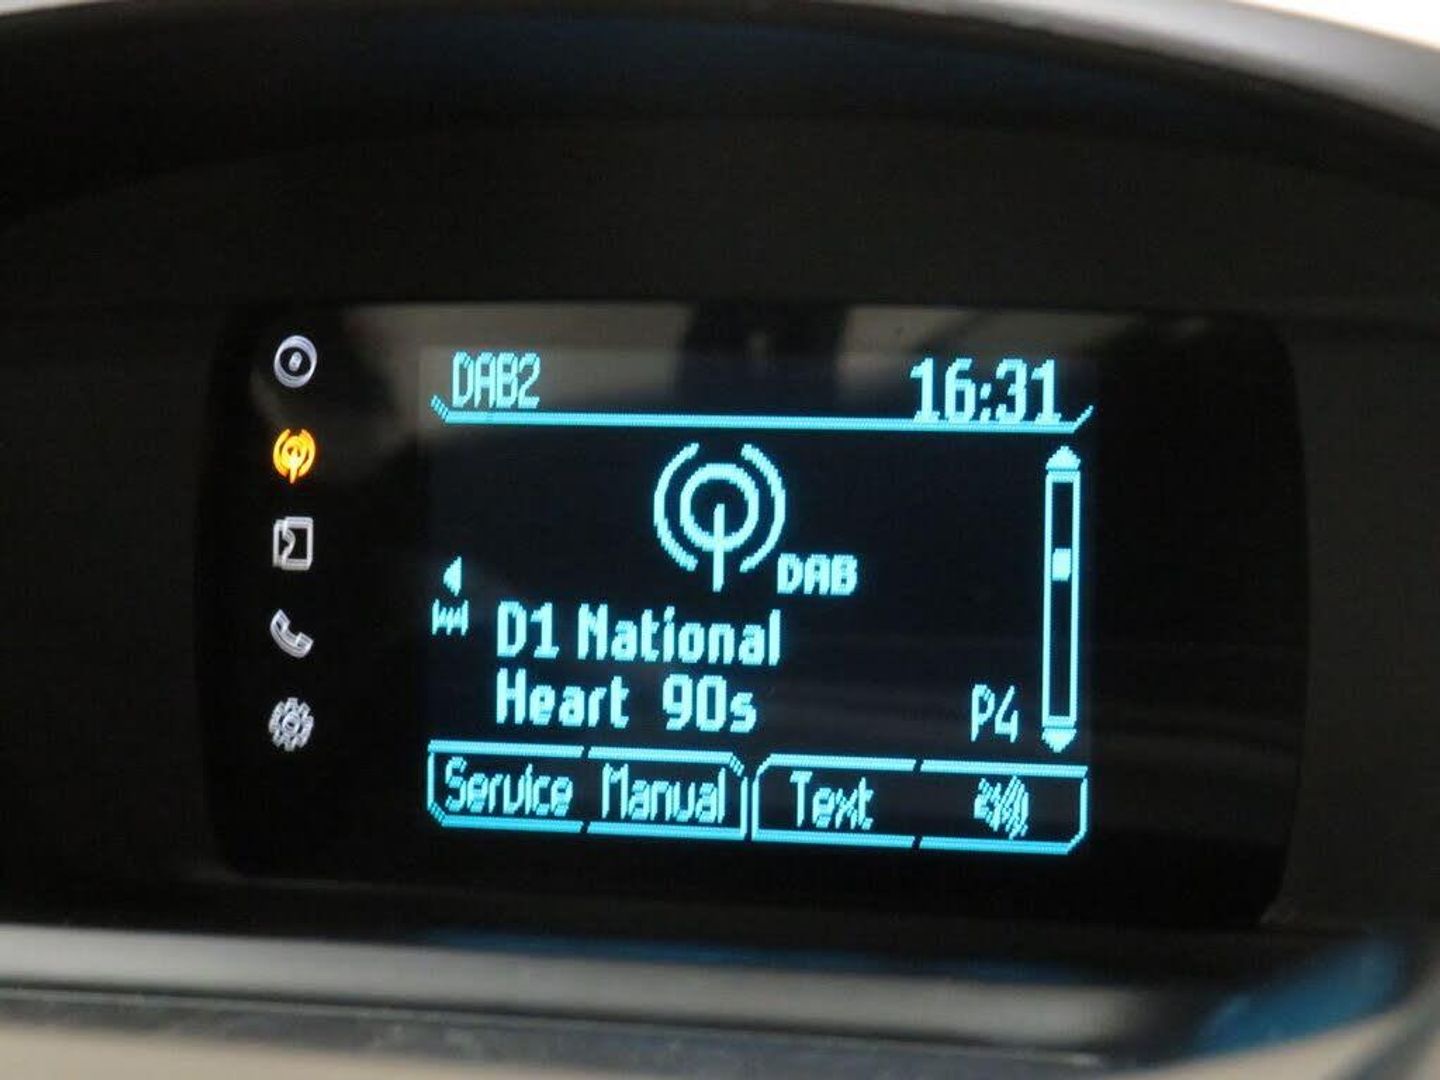 DAB2 16:31
DAB
D1 National
Heart 90s P4
Service Manual Text